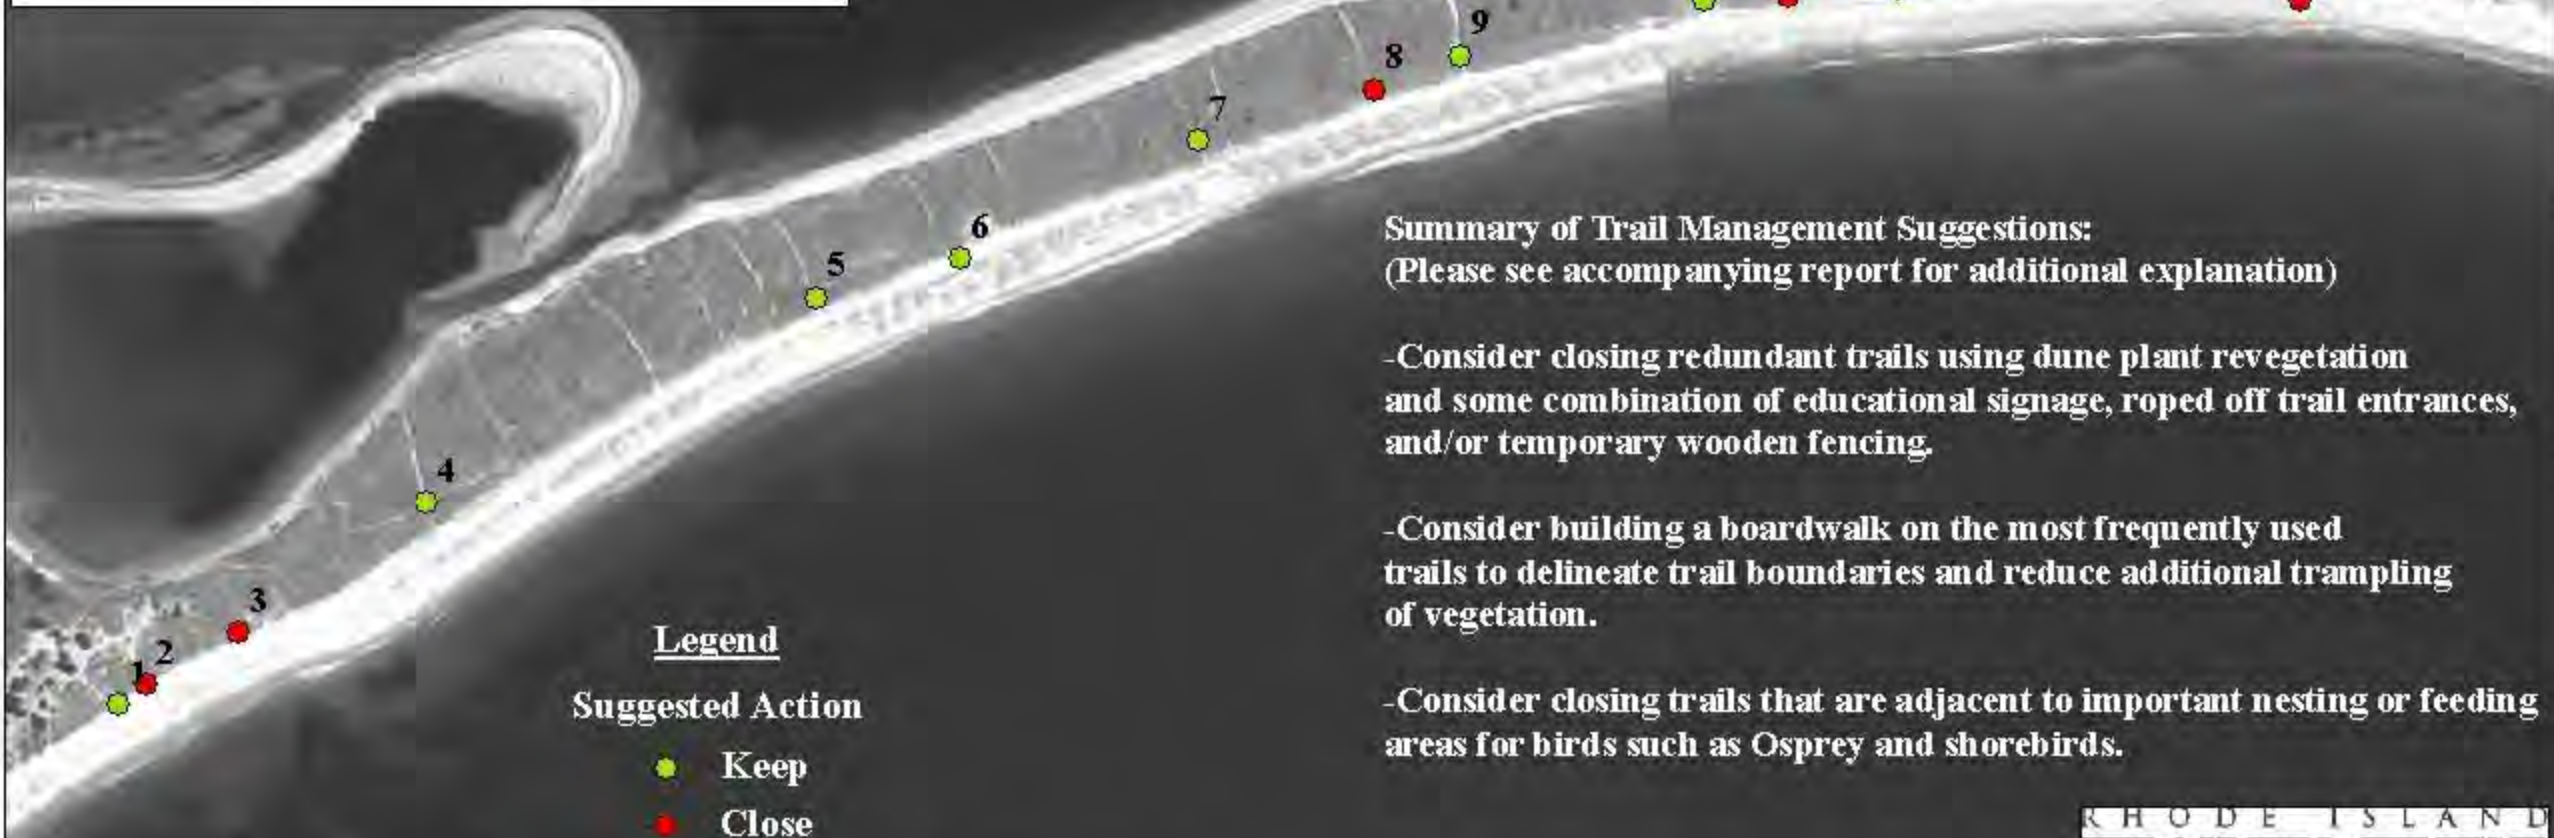 9
8
7
6
5
4
3
2
1
Summary of Trail Management Suggestions:
(Please see accompanying report for additional explanation)
-Consider closing redundant trails using dune plant revegetation
and some combination of educational signage, roped off trail entrances,
and/or temporary wooden fencing.
-Consider building a boardwalk on the most frequently used
trails to delineate trail boundaries and reduce additional trampling
of vegetation.
-Consider closing trails that are adjacent to important nesting or feeding
areas for birds such as Osprey and shorebirds.
Legend
Suggested Action
Keep
Close
RHODE ISLAND